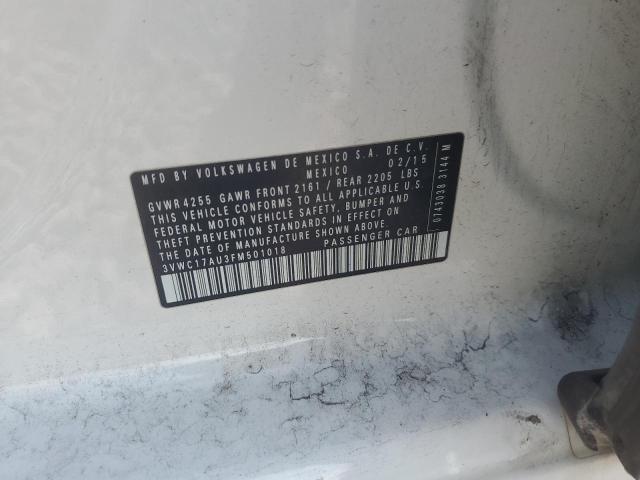 MFD BY VOLKSWAGEN DE MEXICO S.A. DE C.V.
MEXICO 02/15
GVWR 4255 GAWR FRONT 2161 / REAR 2205 LBS
THIS VEHICLE CONFORMS TO ALL APPLICABLE U.S.
FEDERAL MOTOR VEHICLE SAFETY, BUMPER AND
THEFT PREVENTION STANDARDS IN EFFECT ON
THE DATE OF MANUFACTURE SHOWN ABOVE.
3VWC17AU3FM501018 PASSENGER CAR
0743038 3144 M